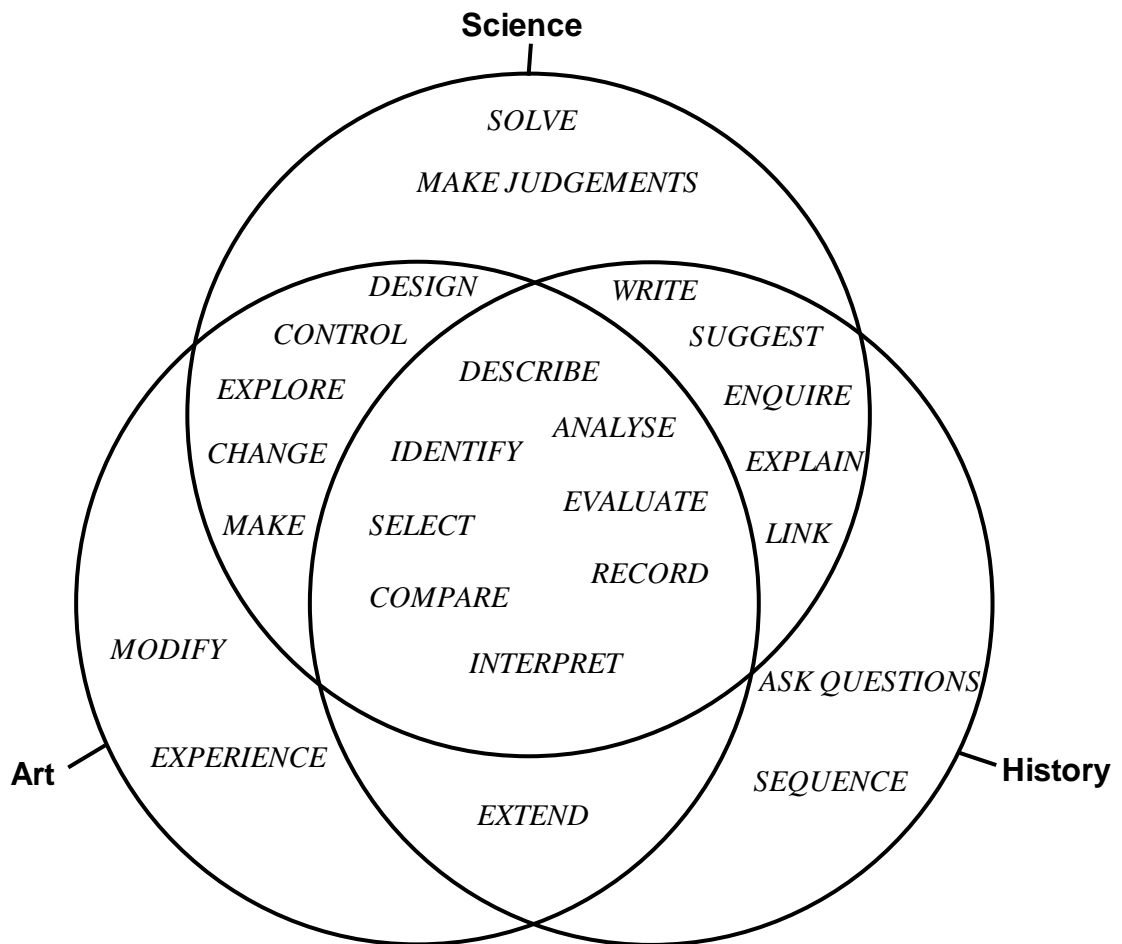 Science
SOLVE
MAKE JUDGEMENTS
DESIGN
WRITE
CONTROL
SUGGEST
DESCRIBE
EXPLORE
ENQUIRE
ANALYSE
IDENTIFY
CHANGE
EXPLAIN
EVALUATE
SELECT
MAKE
LINK
RECORD
COMPARE
MODIFY
INTERPRET
ASK QUESTIONS
EXPERIENCE
Art
History
SEQUENCE
EXTEND